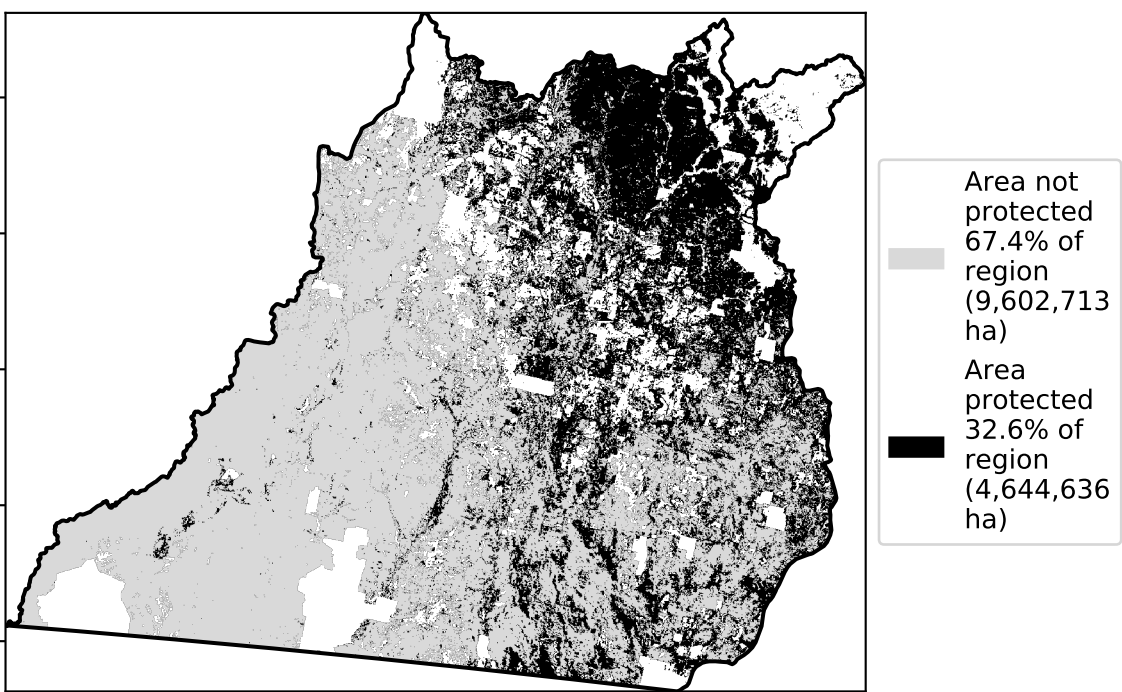 Area not
protected
67.4% of
region
(9,602,713
ha)
Area
protected
32.6% of
region
(4,644,636
ha)